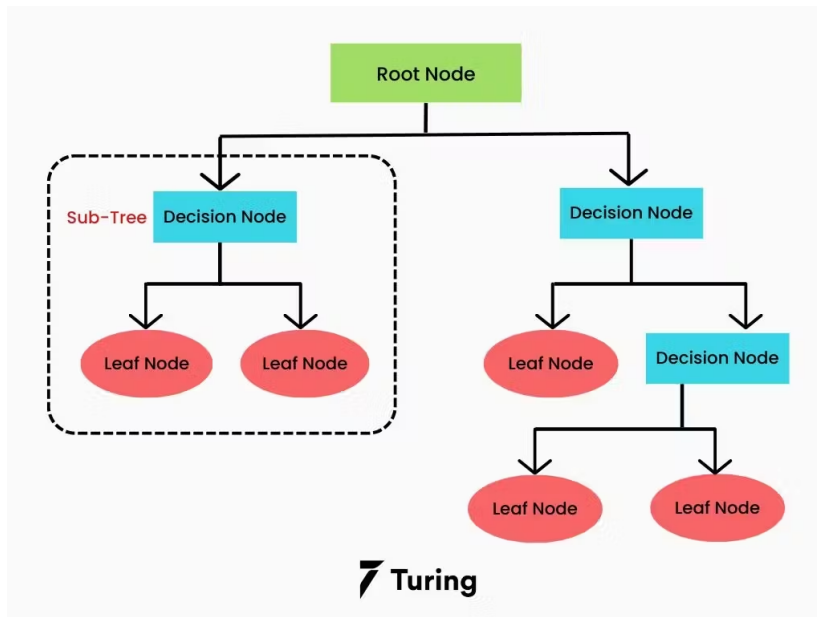 Root Node
Sub-Tree
Decision Node
Decision Node
Leaf Node
Leaf Node
Leaf Node
Decision Node
Leaf Node
Leaf Node
Turing